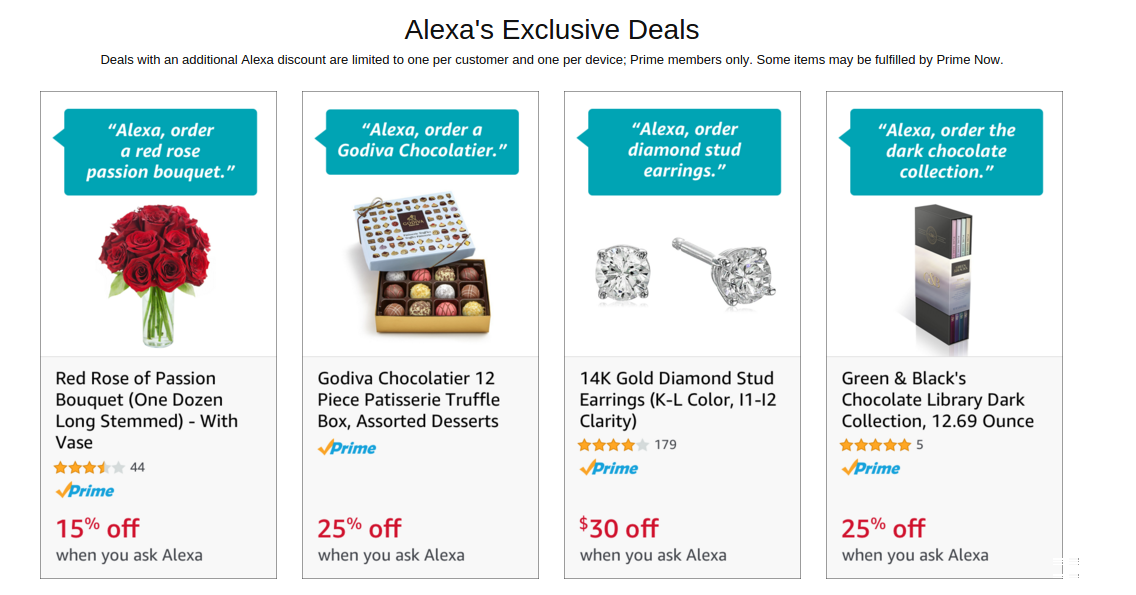 Alexa's Exclusive Deals
Deals with an additional Alexa discount are limited to one per customer and one per device; Prime members only. Some items may be fulfilled by Prime Now.
“Alexa, order
a red rose
passion bouquet.”
Red Rose of Passion
Bouquet (One Dozen
Long Stemmed) - With
Vase
44
Prime
15% off
when you ask Alexa
“Alexa, order a
Godiva Chocolatier.”
GODIVA
Godiva Chocolatier 12
Piece Patisserie Truffle
Box, Assorted Desserts
Prime
25% off
when you ask Alexa
“Alexa, order
diamond stud
earrings.”
14K Gold Diamond Stud
Earrings (K-L Color, I1-I2
Clarity)
179
Prime
$30 off
when you ask Alexa
“Alexa, order the
dark chocolate
collection.”
Green & Black's
Chocolate Library Dark
Collection, 12.69 Ounce
5
Prime
25% off
when you ask Alexa